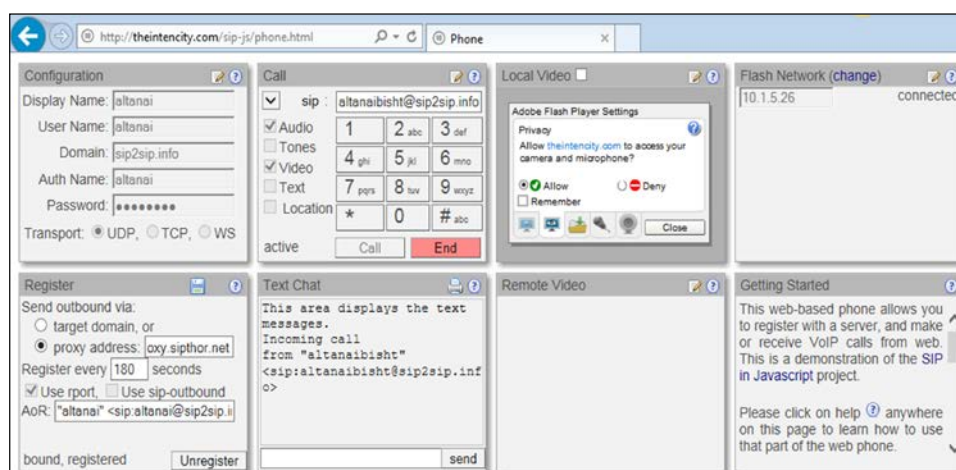 http://theintencity.com/sip-js/phone.html
Phone
Configuration
Display Name: altanai
User Name: altanai
Domain: sip2sip.info
Auth Name: altanai
Password: ••••••••
Transport: UDP, TCP, WS
Call
sip : altanaibisht@sip2sip.info
Audio
Tones
Video
Text
Location
1 2 abc 3 def
4 ghi 5 jkl 6 mno
7 pqrs 8 tuv 9 wxyz
* 0 # abc
active Call End
Local Video
Adobe Flash Player Settings
Privacy
Allow theintencity.com to access your
camera and microphone?
Allow Deny
Remember
Close
Flash Network (change)
10.1.5.26 connected
Register
Send outbound via:
target domain, or
proxy address: oxy.sipthor.net
Register every 180 seconds
Use rport, Use sip-outbound
AoR: "altanai" <sip:altanai@sip2sip.i
bound, registered Unregister
Text Chat
This area displays the text
messages.
Incoming call
from "altanaibisht"
<sip:altanaibisht@sip2sip.inf
o>
send
Remote Video
Getting Started
This web-based phone allows you
to register with a server, and make
or receive VoIP calls from web.
This is a demonstration of the SIP
in Javascript project.
Please click on help ? anywhere
on this page to learn how to use
that part of the web phone.